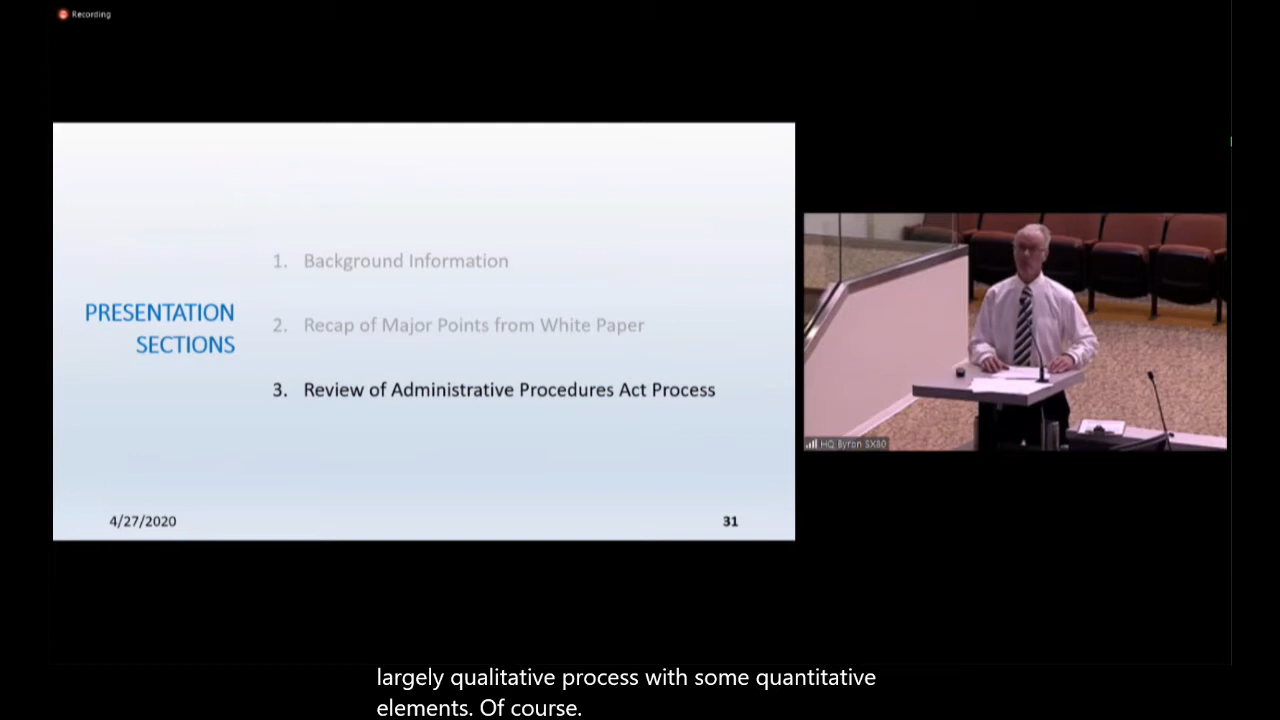 Recording
PRESENTATION
SECTIONS
1. Background Information
2. Recap of Major Points from White Paper
3. Review of Administrative Procedures Act Process
4/27/2020
31
HQ Byron SX80
largely qualitative process with some quantitative
elements. Of course.